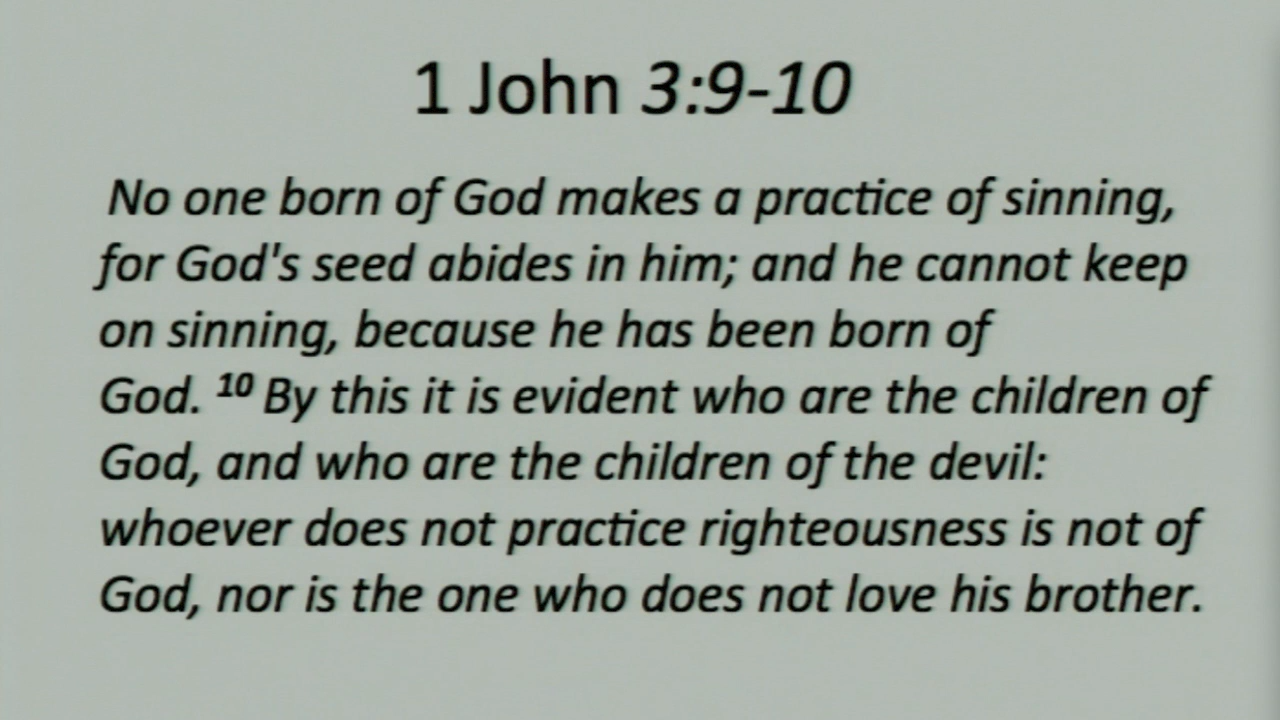 1 John 3:9-10
No one born of God makes a practice of sinning,
for God's seed abides in him; and he cannot keep
on sinning, because he has been born of
God. 10 By this it is evident who are the children of
God, and who are the children of the devil:
whoever does not practice righteousness is not of
God, nor is the one who does not love his brother.